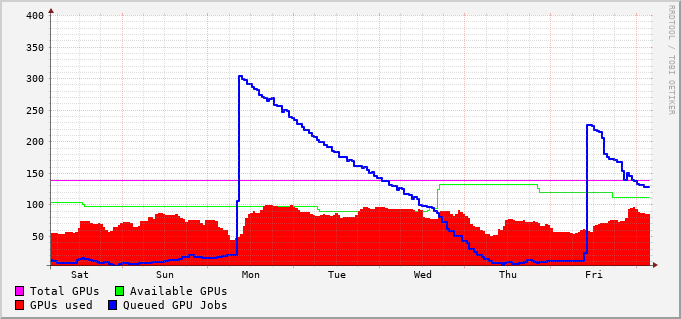 400
350
300
250
200
150
100
50
Sat Sun Mon Tue Wed Thu Fri
Total GPUs Available GPUs
GPUs used Queued GPU Jobs
RRDTOOL / TOBI OETIKER